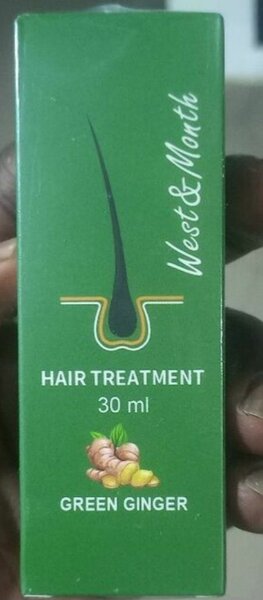 West & Month
HAIR TREATMENT
30 ml
GREEN GINGER